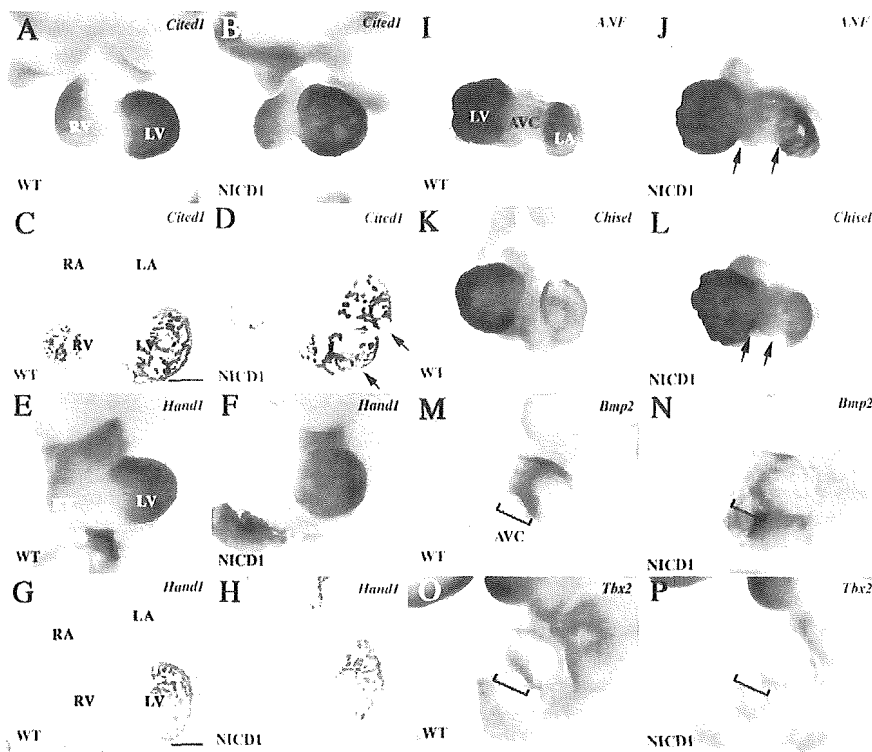 A Cited1 B Cited1 I ANF J ANF
RV LV LV AVC LA
WT NICD1 WT NICD1
C Cited1 D Cited1 K Chisel L Chisel
RA LA
RV LV
WT NICD1 WT NICD1
E Hand1 F Hand1 M Bmp2 N Bmp2
LV
AVC
WT NICD1 WT NICD1
G Hand1 H Hand1 O Tbx2 P Tbx2
LA
RA
RV LV
WT NICD1 WT NICD1